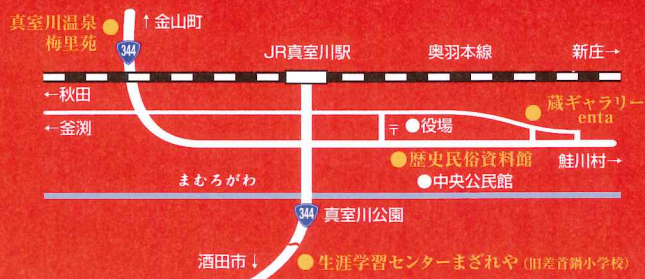 真室川温泉
梅里苑
↑金山町
344
JR真室川駅
奥羽本線
新庄→
←秋田
←釜渕
〒
役場
蔵ギャラリー
enta
歴史民俗資料館
鮭川村→
中央公民館
まむろがわ
344
真室川公園
酒田市↓
生涯学習センターまざれや(旧差首鍋小学校)